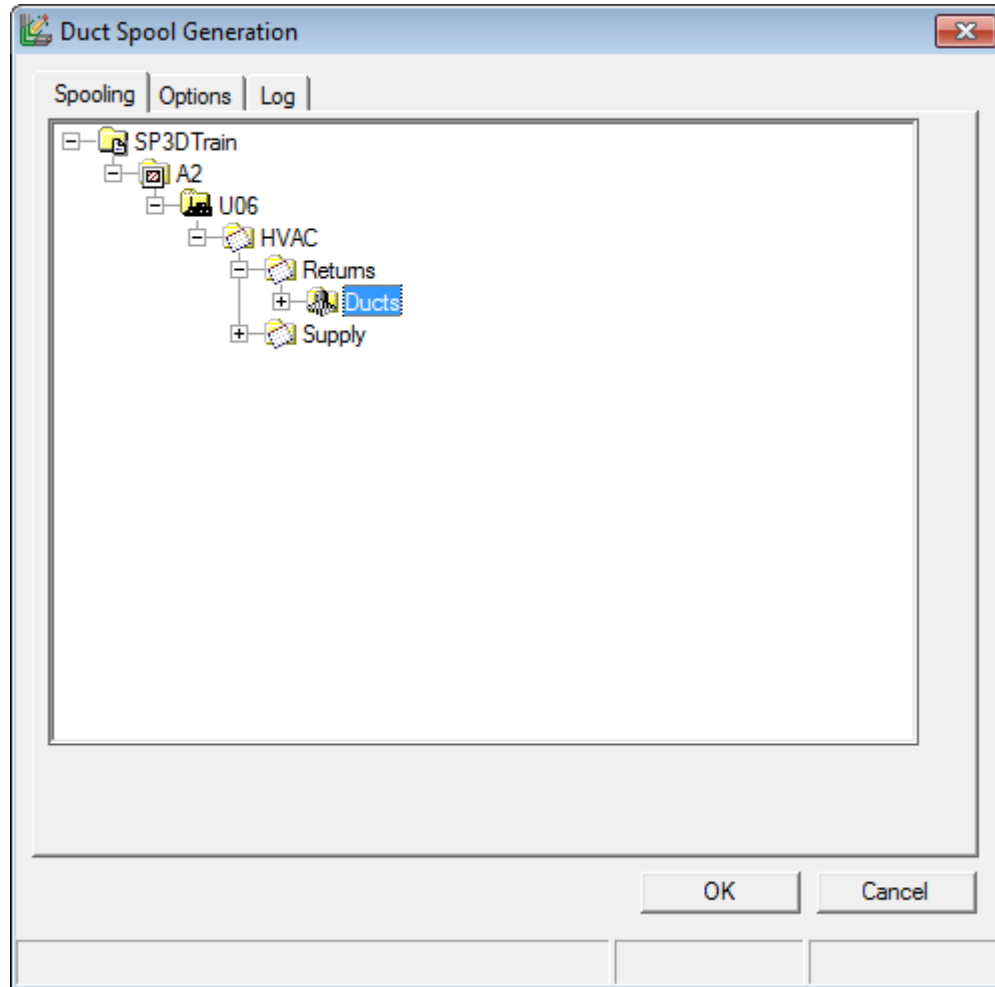 Duct Spool Generation
Spooling Options Log
SP3DTrain
A2
U06
HVAC
Returns
Ducts
Supply
OK Cancel